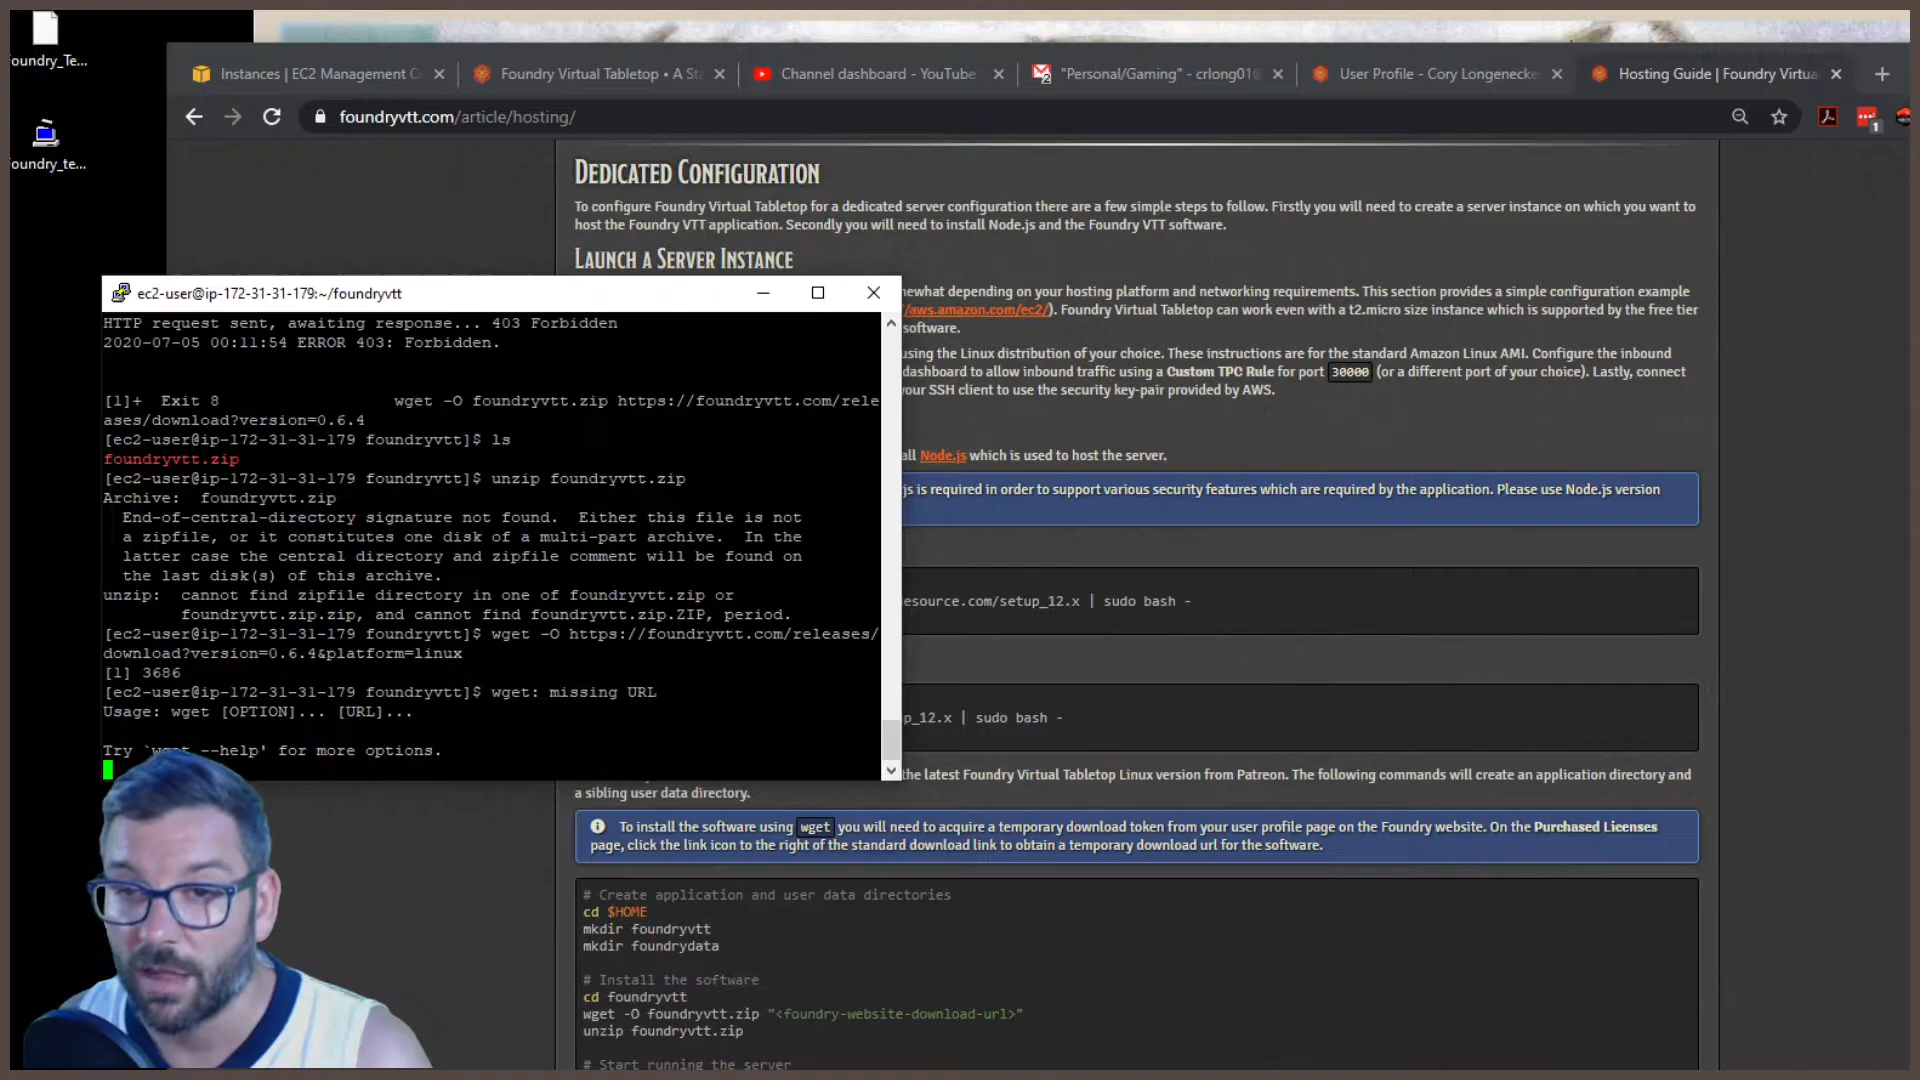 oundry_Te...
oundry_te...
Instances | EC2 Management C
Foundry Virtual Tabletop • A Sta
Channel dashboard - YouTube
"Personal/Gaming" - crlong01@
User Profile - Cory Longenecke
Hosting Guide | Foundry Virtua
foundryvtt.com/article/hosting/
DEDICATED CONFIGURATION
To configure Foundry Virtual Tabletop for a dedicated server configuration there are a few simple steps to follow. Firstly you will need to create a server instance on which you want to
host the Foundry VTT application. Secondly you will need to install Node.js and the Foundry VTT software.
LAUNCH A SERVER INSTANCE
newhat depending on your hosting platform and networking requirements. This section provides a simple configuration example
/aws.amazon.com/ec2/). Foundry Virtual Tabletop can work even with a t2.micro size instance which is supported by the free tier
software.
using the Linux distribution of your choice. These instructions are for the standard Amazon Linux AMI. Configure the inbound
dashboard to allow inbound traffic using a Custom TPC Rule for port 30000 (or a different port of your choice). Lastly, connect
our SSH client to use the security key-pair provided by AWS.
all Node.js which is used to host the server.
js is required in order to support various security features which are required by the application. Please use Node.js version
esource.com/setup_12.x | sudo bash -
p_12.x | sudo bash -
the latest Foundry Virtual Tabletop Linux version from Patreon. The following commands will create an application directory and
a sibling user data directory.
To install the software using wget you will need to acquire a temporary download token from your user profile page on the Foundry website. On the Purchased Licenses
page, click the link icon to the right of the standard download link to obtain a temporary download url for the software.
# Create application and user data directories
cd $HOME
mkdir foundryvtt
mkdir foundrydata
# Install the software
cd foundryvtt
wget -O foundryvtt.zip "<foundry-website-download-url>"
unzip foundryvtt.zip
# Start running the server
ec2-user@ip-172-31-31-179:~/foundryvtt
HTTP request sent, awaiting response... 403 Forbidden
2020-07-05 00:11:54 ERROR 403: Forbidden.
[1]+  Exit 8                  wget -O foundryvtt.zip https://foundryvtt.com/rele
ases/download?version=0.6.4
[ec2-user@ip-172-31-31-179 foundryvtt]$ ls
foundryvtt.zip
[ec2-user@ip-172-31-31-179 foundryvtt]$ unzip foundryvtt.zip
Archive:  foundryvtt.zip
End-of-central-directory signature not found.  Either this file is not
a zipfile, or it constitutes one disk of a multi-part archive.  In the
latter case the central directory and zipfile comment will be found on
the last disk(s) of this archive.
unzip:  cannot find zipfile directory in one of foundryvtt.zip or
foundryvtt.zip.zip, and cannot find foundryvtt.zip.ZIP, period.
[ec2-user@ip-172-31-31-179 foundryvtt]$ wget -O https://foundryvtt.com/releases/
download?version=0.6.4&platform=linux
[1] 3686
[ec2-user@ip-172-31-31-179 foundryvtt]$ wget: missing URL
Usage: wget [OPTION]... [URL]...
Try `wget --help' for more options.